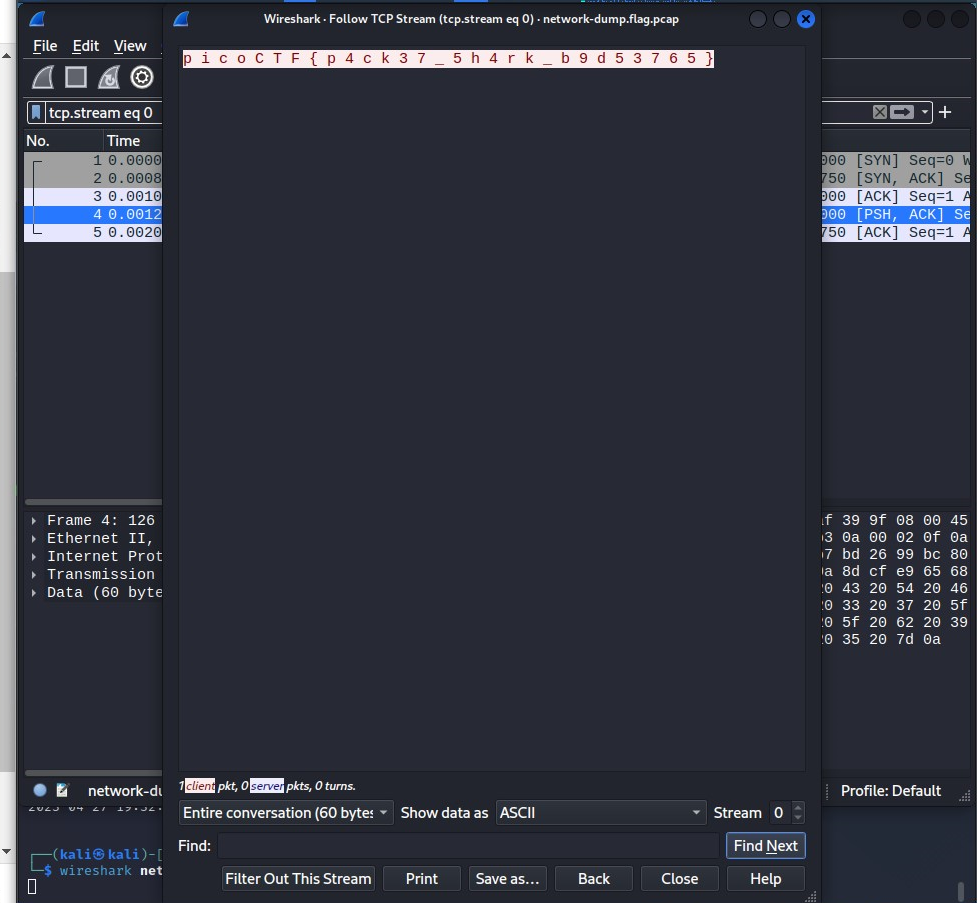 Wireshark · Follow TCP Stream (tcp.stream eq 0) · network-dump.flag.pcap
File Edit View
p i c o C T F { p 4 c k 3 7 _ 5 h 4 r k _ b 9 d 5 3 7 6 5 }
tcp.stream eq 0
No. Time
1 0.0000 000 [SYN] Seq=0 W
2 0.0008 750 [SYN, ACK] Se
3 0.0010 000 [ACK] Seq=1 A
4 0.0012 000 [PSH, ACK] Se
5 0.0020 750 [ACK] Seq=1 A
Frame 4: 126 1f 39 9f 08 00 45
Ethernet II, b3 0a 00 02 0f 0a
Internet Prot b7 bd 26 99 bc 80
Transmission 0a 8d cf e9 65 68
Data (60 byte 20 43 20 54 20 46
20 33 20 37 20 5f
20 5f 20 62 20 39
20 35 20 7d 0a
1 client pkt, 0 server pkts, 0 turns.
network-du Profile: Default
Entire conversation (60 bytes Show data as ASCII Stream 0
Find: Find Next
(kali㉿kali)-[
$ wireshark net
Filter Out This Stream Print Save as… Back Close Help